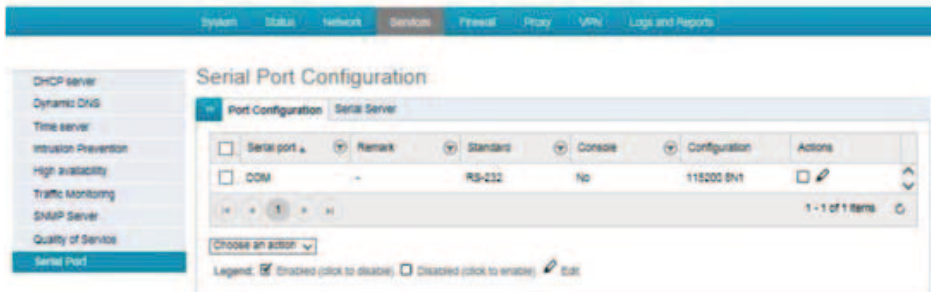 System Status Network Services Firewall Proxy VPN Logs and Reports
DHCP server
Dynamic DNS
Time server
Intrusion Prevention
High availability
Traffic Monitoring
SNMP Server
Quality of Service
Serial Port
Serial Port Configuration
Port Configuration Serial Server
Serial port Remark Standard Console Configuration Actions
COM - RS-232 No 115200 8N1
1
1 - 1 of 1 items
Choose an action
Legend: Enabled (click to disable) Disabled (click to enable) Edit